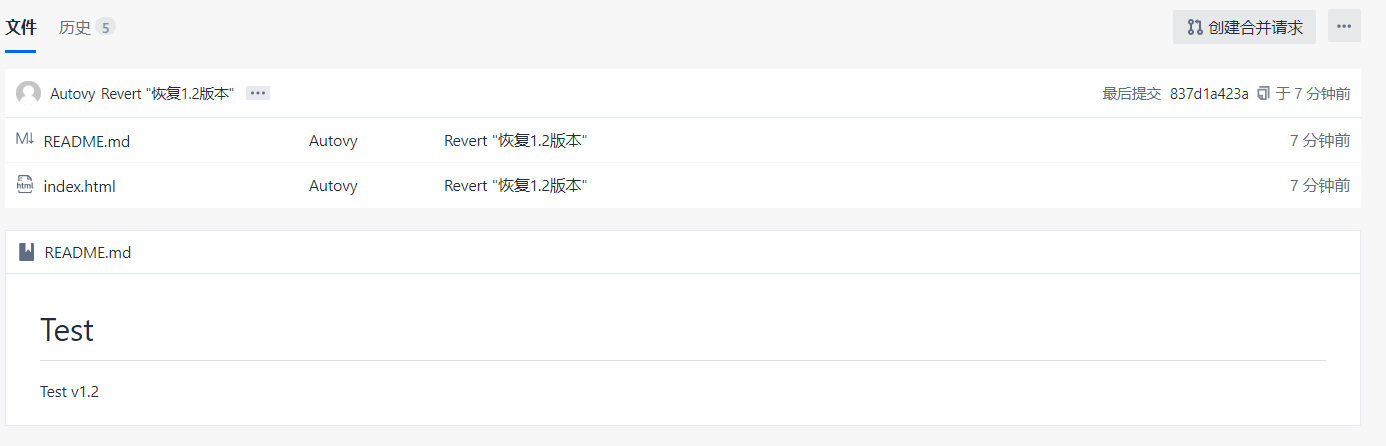 文件 历史 5 创建合并请求
Autovy Revert "恢复1.2版本" 最后提交 837d1a423a 于 7 分钟前
README.md Autovy Revert "恢复1.2版本" 7 分钟前
index.html Autovy Revert "恢复1.2版本" 7 分钟前
README.md
Test
Test v1.2